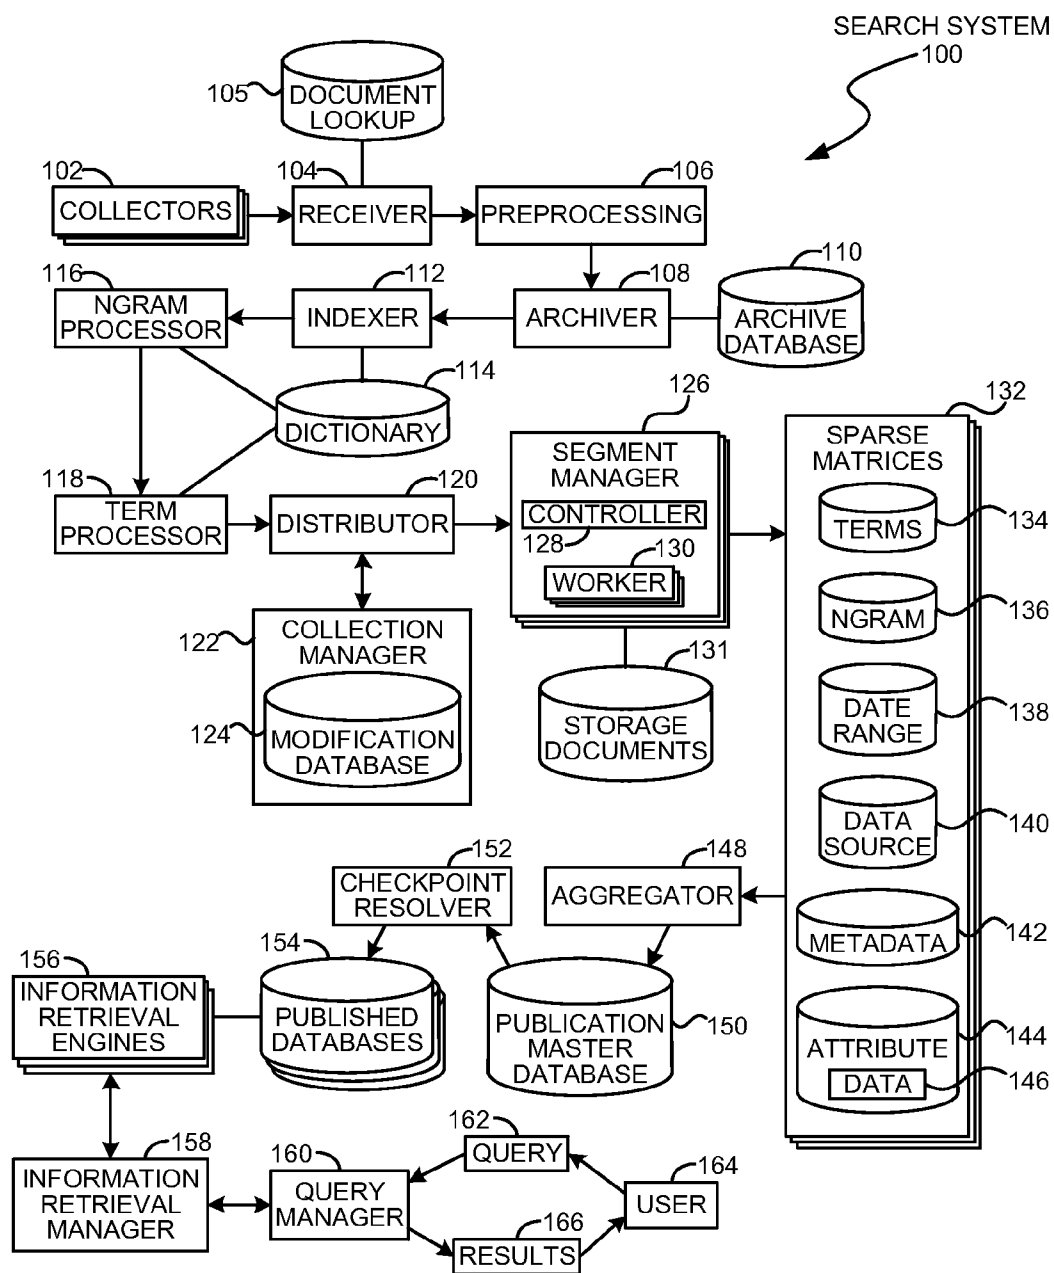 SEARCH SYSTEM
100
105
DOCUMENT
LOOKUP
102
COLLECTORS
104
RECEIVER
106
PREPROCESSING
116
NGRAM
PROCESSOR
112
INDEXER
108
ARCHIVER
110
ARCHIVE
DATABASE
114
DICTIONARY
118
TERM
PROCESSOR
120
DISTRIBUTOR
126
SEGMENT
MANAGER
CONTROLLER
128
130
WORKER
132
SPARSE
MATRICES
TERMS
134
NGRAM
136
DATE
RANGE
138
DATA
SOURCE
140
METADATA
142
ATTRIBUTE
144
DATA
146
122
COLLECTION
MANAGER
124
MODIFICATION
DATABASE
131
STORAGE
DOCUMENTS
152
CHECKPOINT
RESOLVER
148
AGGREGATOR
156
INFORMATION
RETRIEVAL
ENGINES
154
PUBLISHED
DATABASES
PUBLICATION
MASTER
DATABASE
150
158
INFORMATION
RETRIEVAL
MANAGER
160
QUERY
MANAGER
162
QUERY
164
USER
166
RESULTS